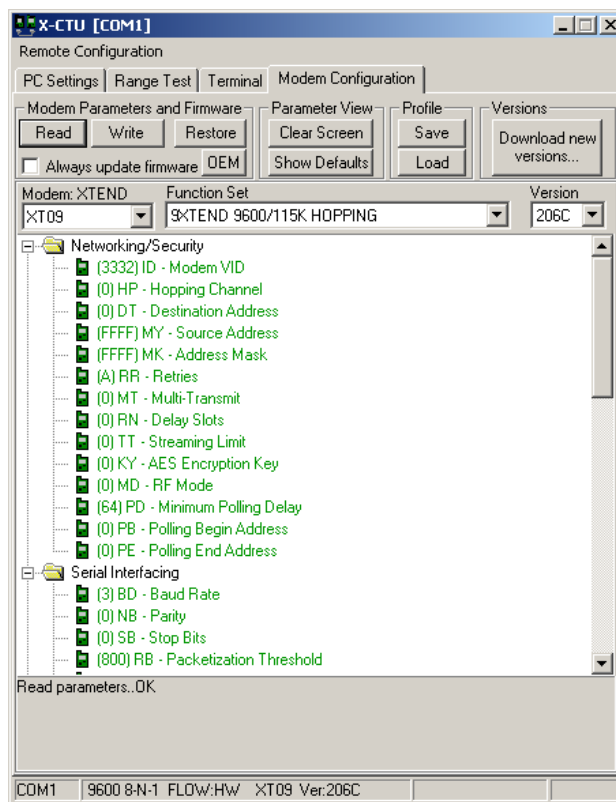 X-CTU [COM1]
Remote Configuration
PC Settings Range Test Terminal Modem Configuration
Modem Parameters and Firmware Parameter View Profile Versions
Read Write Restore Clear Screen Save Download new versions...
Always update firmware OEM Show Defaults Load
Modem: XTEND Function Set Version
XT09 9XTEND 9600/115K HOPPING 206C
Networking/Security
(3332) ID - Modem VID
(0) HP - Hopping Channel
(0) DT - Destination Address
(FFFF) MY - Source Address
(FFFF) MK - Address Mask
(A) RR - Retries
(0) MT - Multi-Transmit
(0) RN - Delay Slots
(0) TT - Streaming Limit
(0) KY - AES Encryption Key
(0) MD - RF Mode
(64) PD - Minimum Polling Delay
(0) PB - Polling Begin Address
(0) PE - Polling End Address
Serial Interfacing
(3) BD - Baud Rate
(0) NB - Parity
(0) SB - Stop Bits
(800) RB - Packetization Threshold
Read parameters..OK
COM1 9600 8-N-1 FLOW:HW XT09 Ver:206C